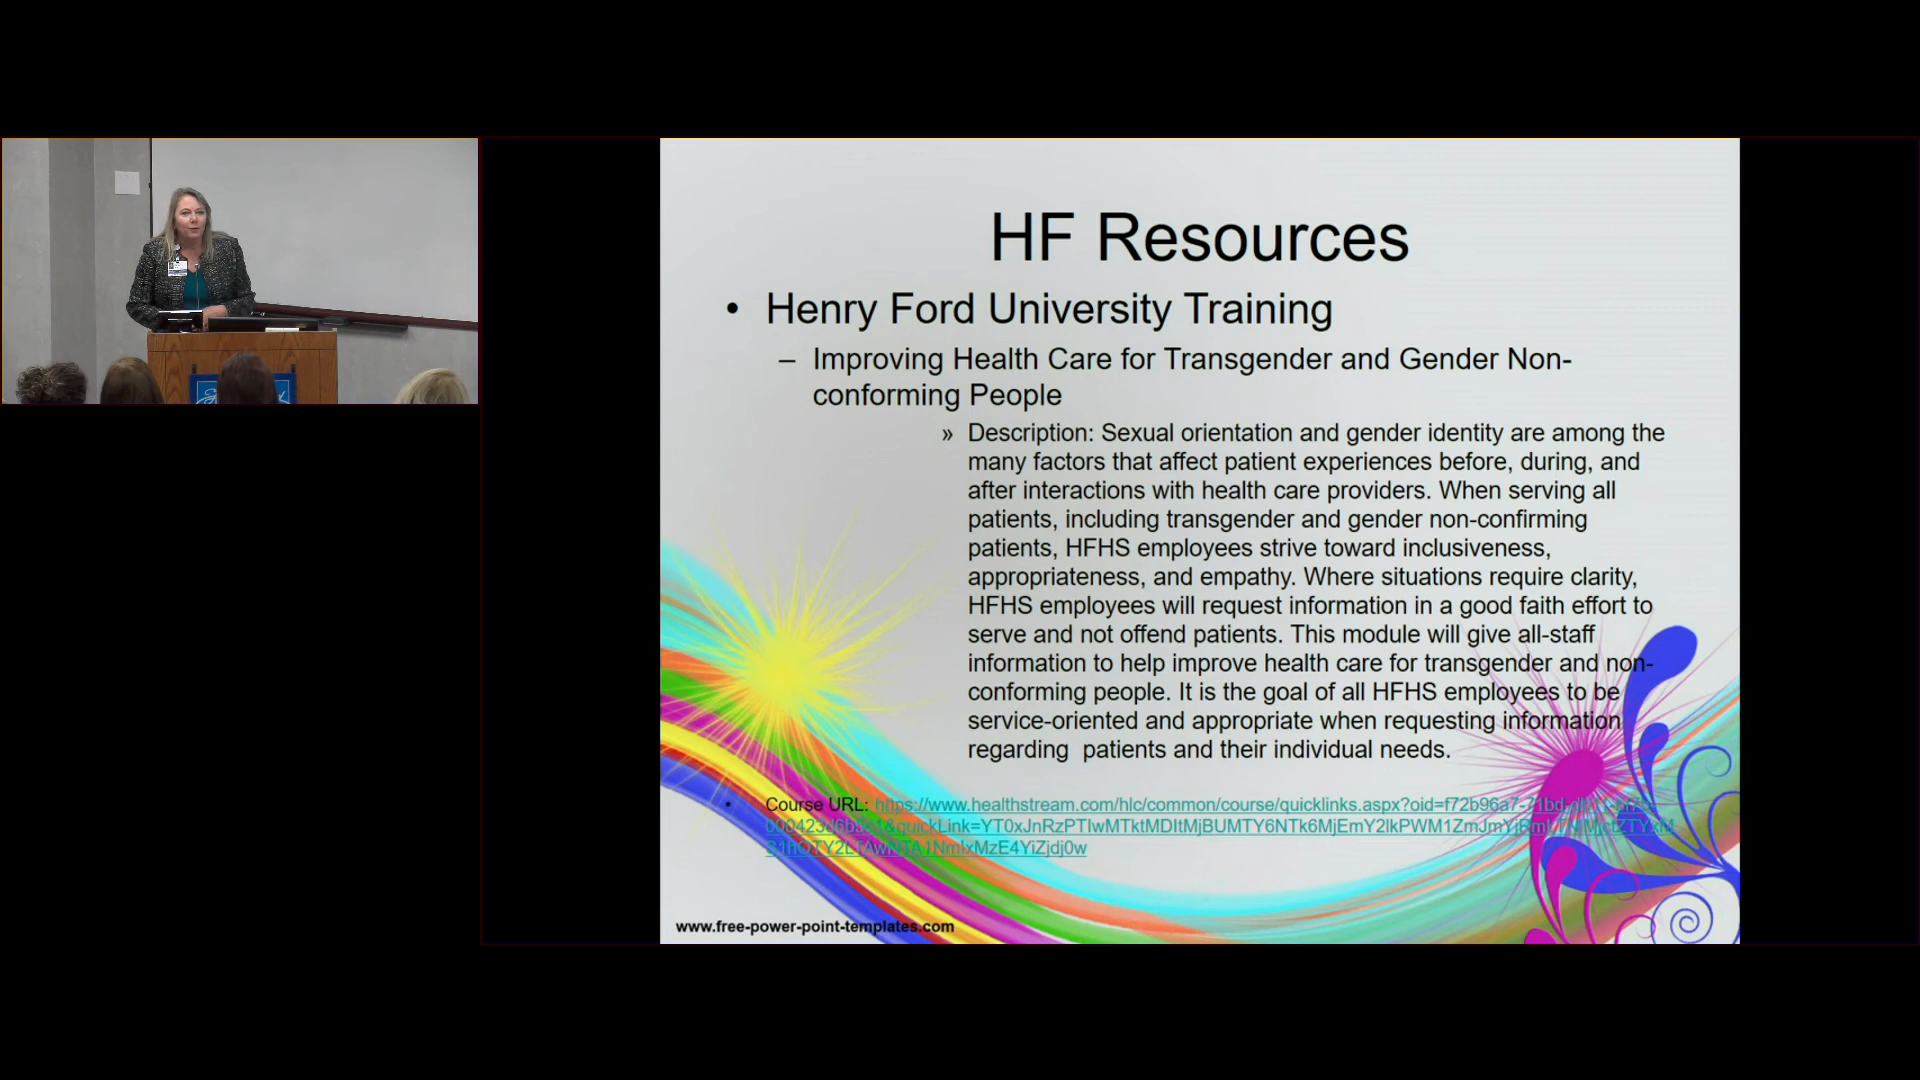 HF Resources
• Henry Ford University Training
– Improving Health Care for Transgender and Gender Non-
conforming People
» Description: Sexual orientation and gender identity are among the
many factors that affect patient experiences before, during, and
after interactions with health care providers. When serving all
patients, including transgender and gender non-confirming
patients, HFHS employees strive toward inclusiveness,
appropriateness, and empathy. Where situations require clarity,
HFHS employees will request information in a good faith effort to
serve and not offend patients. This module will give all-staff
information to help improve health care for transgender and non-
conforming people. It is the goal of all HFHS employees to be
service-oriented and appropriate when requesting information
regarding  patients and their individual needs.
• Course URL:
www.free-power-point-templates.com